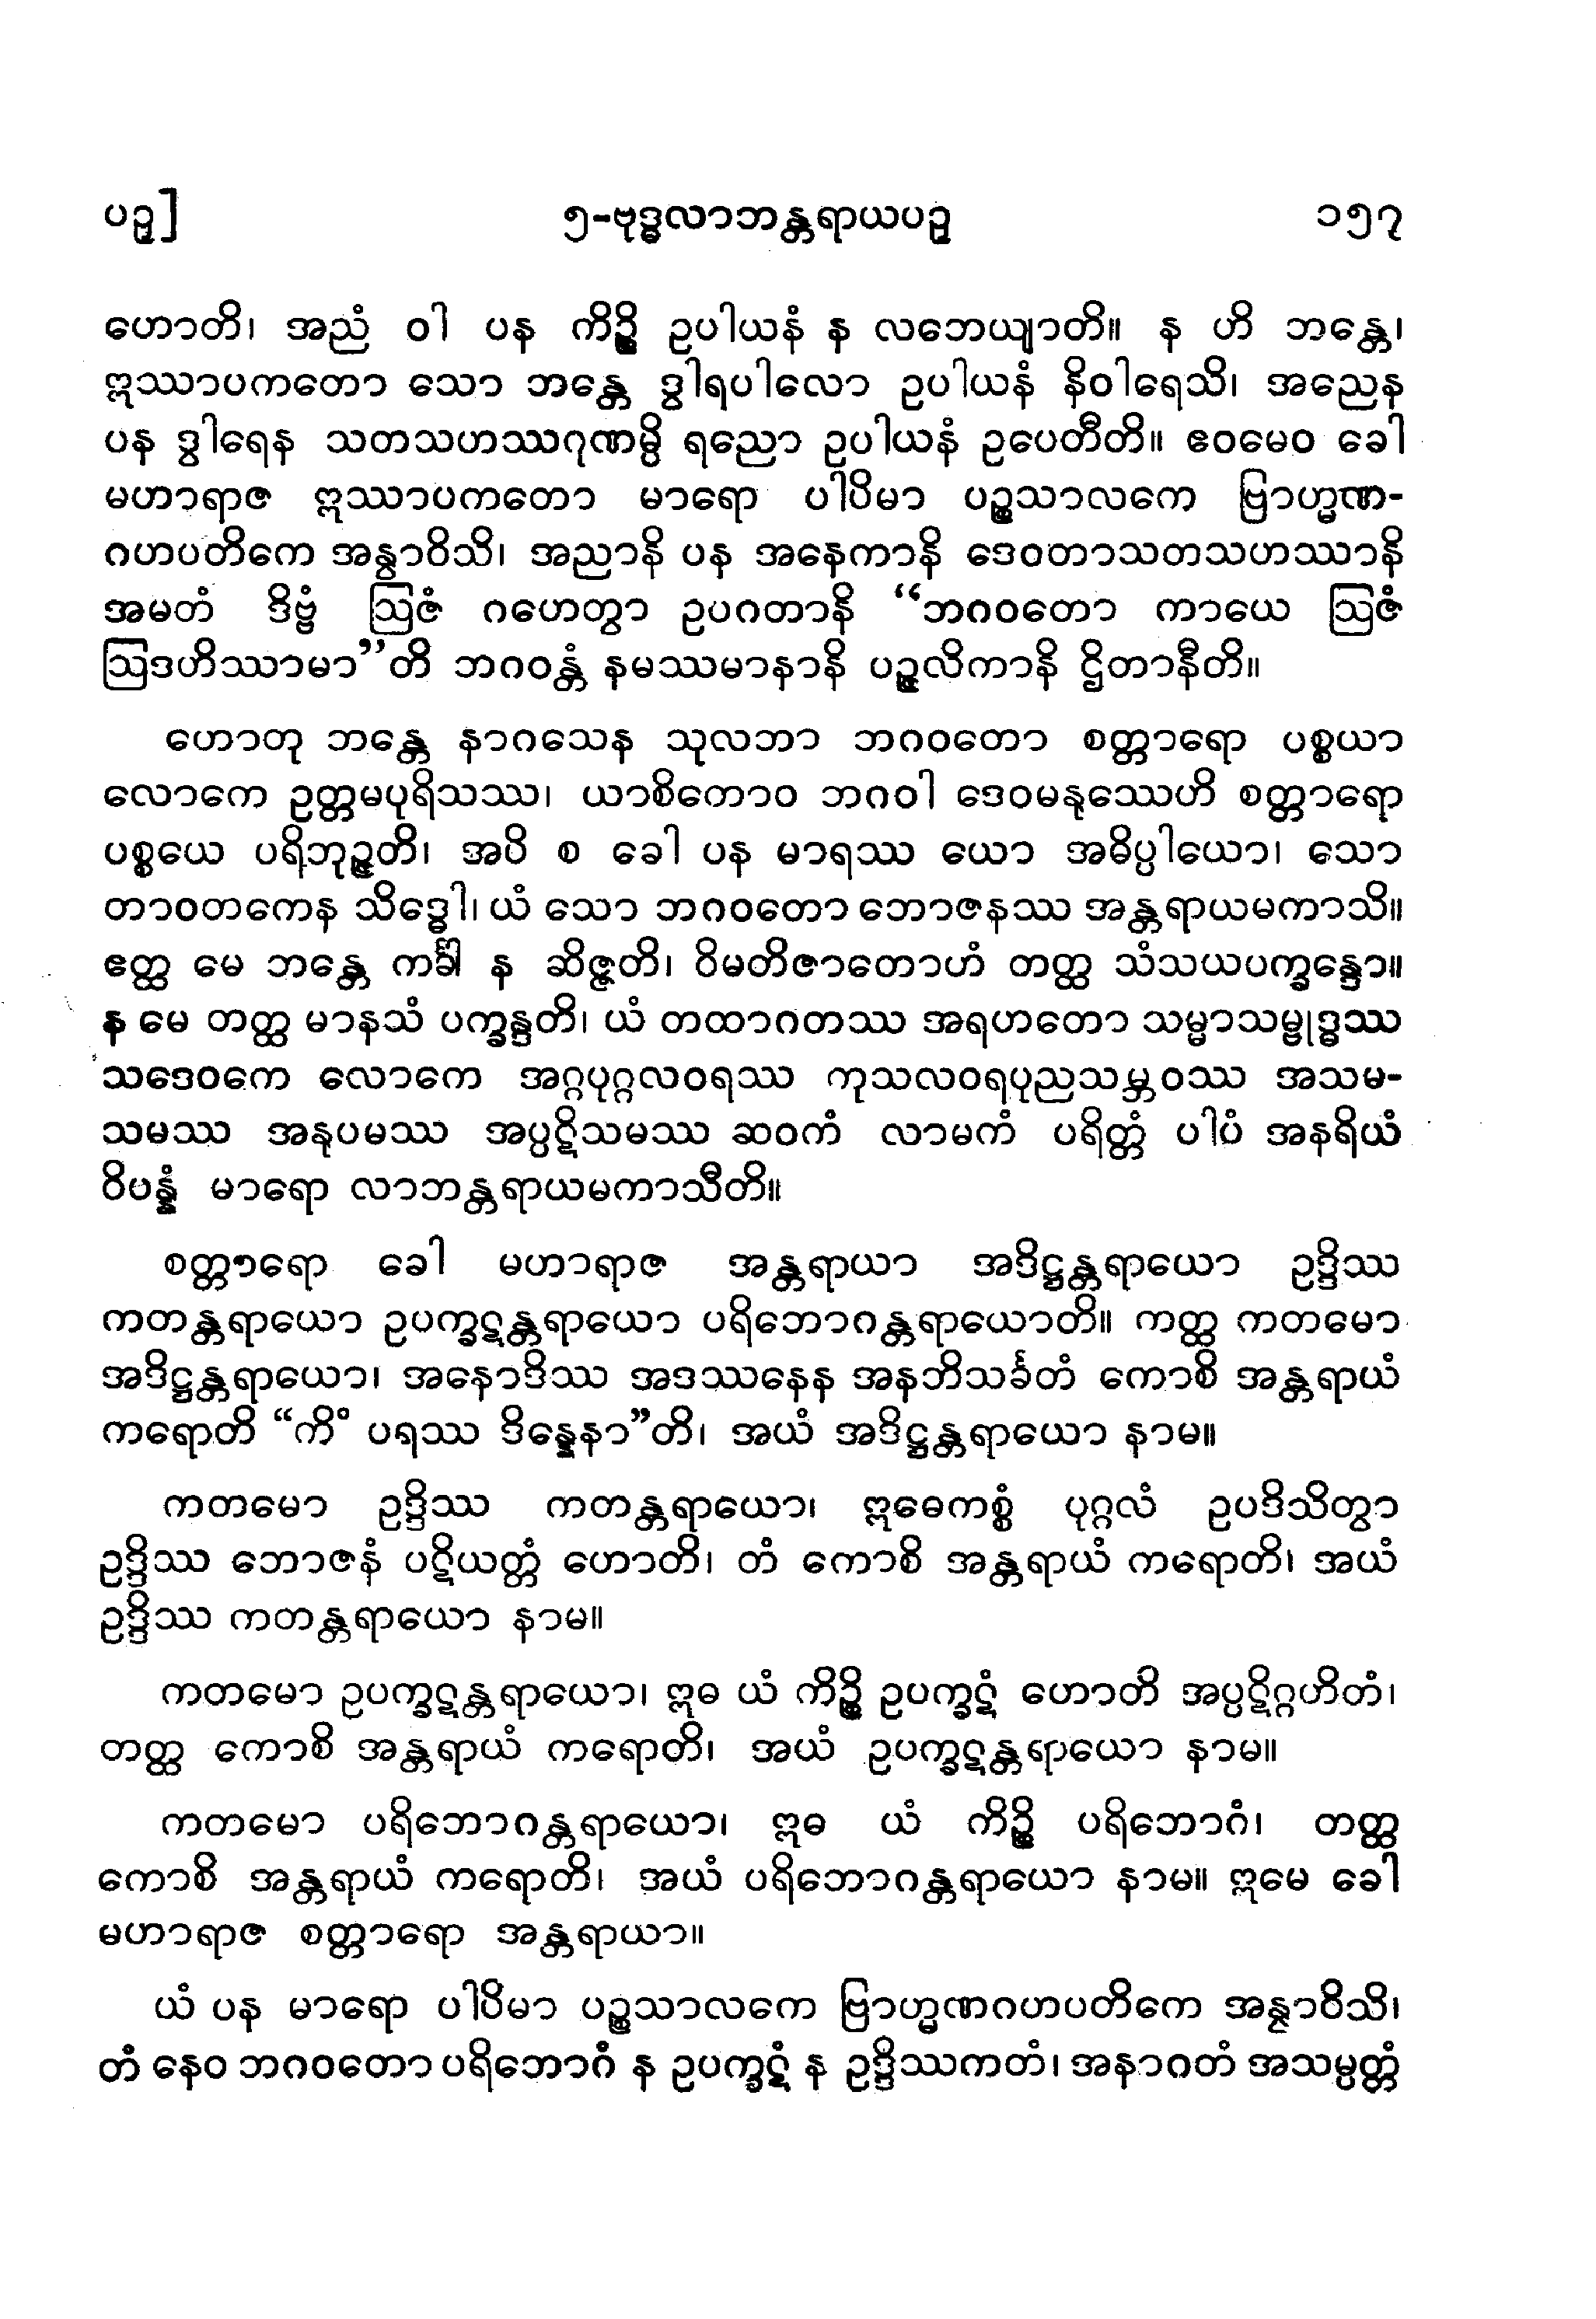 ပဉှ]
၅-ဗုဒ္ဓလာဘန္တရာယပဉှ
၁၅၇
ဟောတိ၊ အညံ ဝါ ပန ကိဉ္စိ ဥပါယနံ န လဘေယျာတိ။ န ဟိ ဘန္တေ၊
ဣဿာပကတော သော ဘန္တေ ဒွါရပါလော ဥပါယနံ နိဝါရေသိ၊ အညေန
ပန ဒွါရေန သတသဟဿဂုဏမ္ပိ ရညော ဥပါယနံ ဥပေတီတိ။ ဧဝမေဝ ခေါ
မဟာရာဇ ဣဿာပကတော မာရော ပါပိမာ ပဉ္စသာလကေ ဗြာဟ္မဏ-
ဂဟပတိကေ အန္ဝာဝိသိ၊ အညာနိ ပန အနေကာနိ ဒေဝတာသတသဟဿာနိ
အမတံ ဒိဗ္ဗံ ဩဇံ ဂဟေတွာ ဥပဂတာနိ “ဘဂဝတော ကာယေ ဩဇံ
ဩဒဟိဿာမာ”တိ ဘဂဝန္တံ နမဿမာနာနိ ပဉ္ဇလိကာနိ ဌိတာနီတိ။
ဟောတု ဘန္တေ နာဂသေန သုလဘာ ဘဂဝတော စတ္တာရော ပစ္စယာ
လောကေ ဥတ္တမပုရိသဿ၊ ယာစိကောဝ ဘဂဝါ ဒေဝမနုဿေဟိ စတ္တာရော
ပစ္စယေ ပရိဘုဉ္ဇတိ၊ အပိ စ ခေါ ပန မာရဿ ယော အဓိပ္ပါယော၊ သော
တာဝတကေန သိဒ္ဓေါ၊ ယံ သော ဘဂဝတော ဘောဇနဿ အန္တရာယမကာသိ။
ဧတ္ထ မေ ဘန္တေ ကင်္ခါ န ဆိဇ္ဇတိ၊ ဝိမတိဇာတောဟံ တတ္ထ သံသယပက္ခန္ဒော။
န မေ တတ္ထ မာနသံ ပက္ခန္ဒတိ၊ ယံ တထာဂတဿ အရဟတော သမ္မာသမ္ဗုဒ္ဓဿ
သဒေဝကေ လောကေ အဂ္ဂပုဂ္ဂလဝရဿ ကုသလဝရပုညသမ္ဘဝဿ အသမ-
သမဿ အနုပမဿ အပ္ပဋိသမဿ ဆဝကံ လာမကံ ပရိတ္တံ ပါပံ အနရိယံ
ဝိပန္နံ မာရော လာဘန္တရာယမကာသီတိ။
စတ္တာရော ခေါ မဟာရာဇ အန္တရာယာ အဒိဋ္ဌန္တရာယော ဥဒ္ဒိဿ
ကတန္တရာယော ဥပက္ခဋန္တရာယော ပရိဘောဂန္တရာယောတိ။ ကတ္ထ ကတမော
အဒိဋ္ဌန္တရာယော၊ အနောဒိဿ အဒဿနေန အနဘိသင်္ခတံ ကောစိ အန္တရာယံ
ကရောတိ “ကိံ ပရဿ ဒိန္နေနာ”တိ၊ အယံ အဒိဋ္ဌန္တရာယော နာမ။
ကတမော ဥဒ္ဒိဿ ကတန္တရာယော၊ ဣဓေကစ္စံ ပုဂ္ဂလံ ဥပဒိသိတွာ
ဥဒ္ဒိဿ ဘောဇနံ ပဋိယတ္တံ ဟောတိ၊ တံ ကောစိ အန္တရာယံ ကရောတိ၊ အယံ
ဥဒ္ဒိဿ ကတန္တရာယော နာမ။
ကတမော ဥပက္ခဋန္တရာယော၊ ဣဓ ယံ ကိဉ္စိ ဥပက္ခဋံ ဟောတိ အပ္ပဋိဂ္ဂဟိတံ၊
တတ္ထ ကောစိ အန္တရာယံ ကရောတိ၊ အယံ ဥပက္ခဋန္တရာယော နာမ။
ကတမော ပရိဘောဂန္တရာယော၊ ဣဓ ယံ ကိဉ္စိ ပရိဘောဂံ၊ တတ္ထ
ကောစိ အန္တရာယံ ကရောတိ၊ အယံ ပရိဘောဂန္တရာယော နာမ။ ဣမေ ခေါ
မဟာရာဇ စတ္တာရော အန္တရာယာ။
ယံ ပန မာရော ပါပိမာ ပဉ္စသာလကေ ဗြာဟ္မဏဂဟပတိကေ အန္ဝာဝိသိ၊
တံ နေဝ ဘဂဝတော ပရိဘောဂံ န ဥပက္ခဋံ န ဥဒ္ဒိဿကတံ၊ အနာဂတံ အသမ္ပတ္တံ